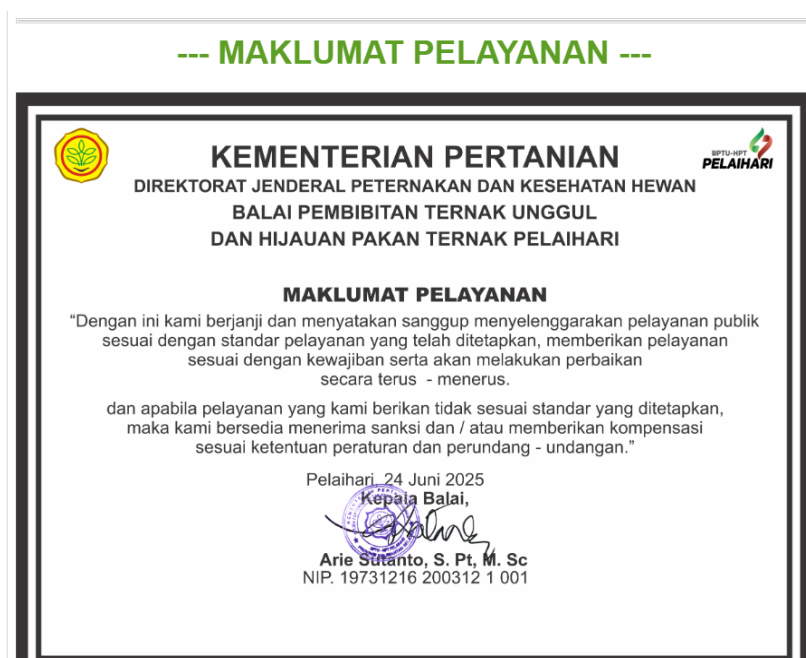 --- MAKLUMAT PELAYANAN ---
KEMENTERIAN PERTANIAN
BPTU-HPT
PELAIHARI
DIREKTORAT JENDERAL PETERNAKAN DAN KESEHATAN HEWAN
BALAI PEMBIBITAN TERNAK UNGGUL
DAN HIJAUAN PAKAN TERNAK PELAIHARI
MAKLUMAT PELAYANAN
“Dengan ini kami berjanji dan menyatakan sanggup menyelenggarakan pelayanan publik
sesuai dengan standar pelayanan yang telah ditetapkan, memberikan pelayanan
sesuai dengan kewajiban serta akan melakukan perbaikan
secara terus - menerus.
dan apabila pelayanan yang kami berikan tidak sesuai standar yang ditetapkan,
maka kami bersedia menerima sanksi dan / atau memberikan kompensasi
sesuai ketentuan peraturan dan perundang - undangan.”
Pelaihari, 24 Juni 2025
Kepala Balai,
Arie Sutanto, S. Pt, M. Sc
NIP. 19731216 200312 1 001